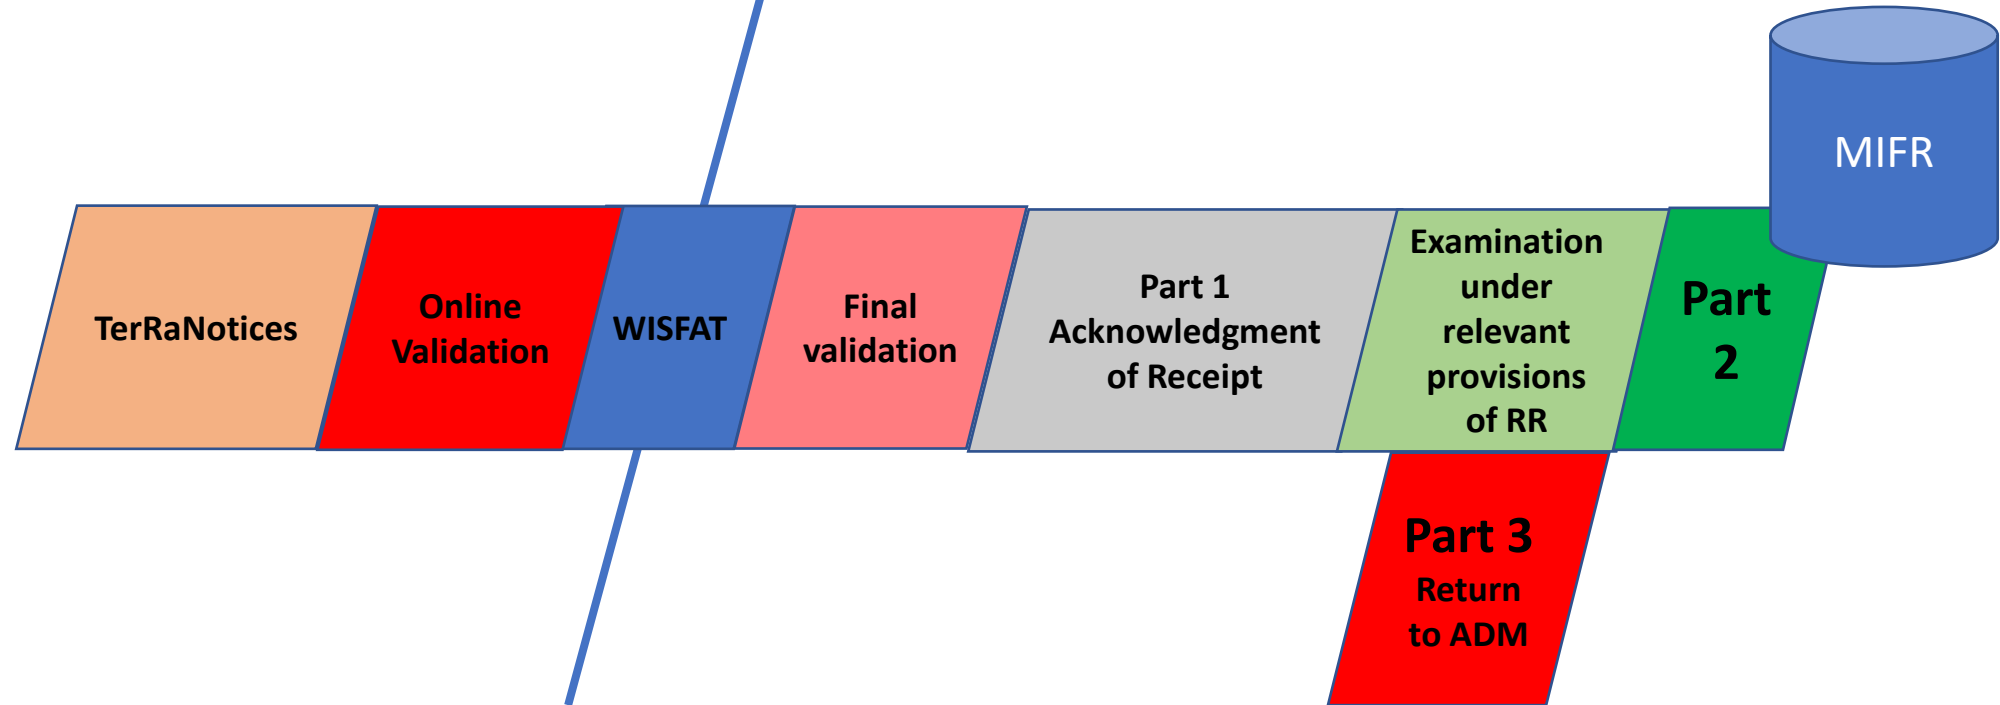 MIFR
TerRaNotices
Online
Validation
WISFAT
Final
validation
Part 1
Acknowledgment
of Receipt
Examination
under
relevant
provisions
of RR
Part
2
Part 3
Return
to ADM